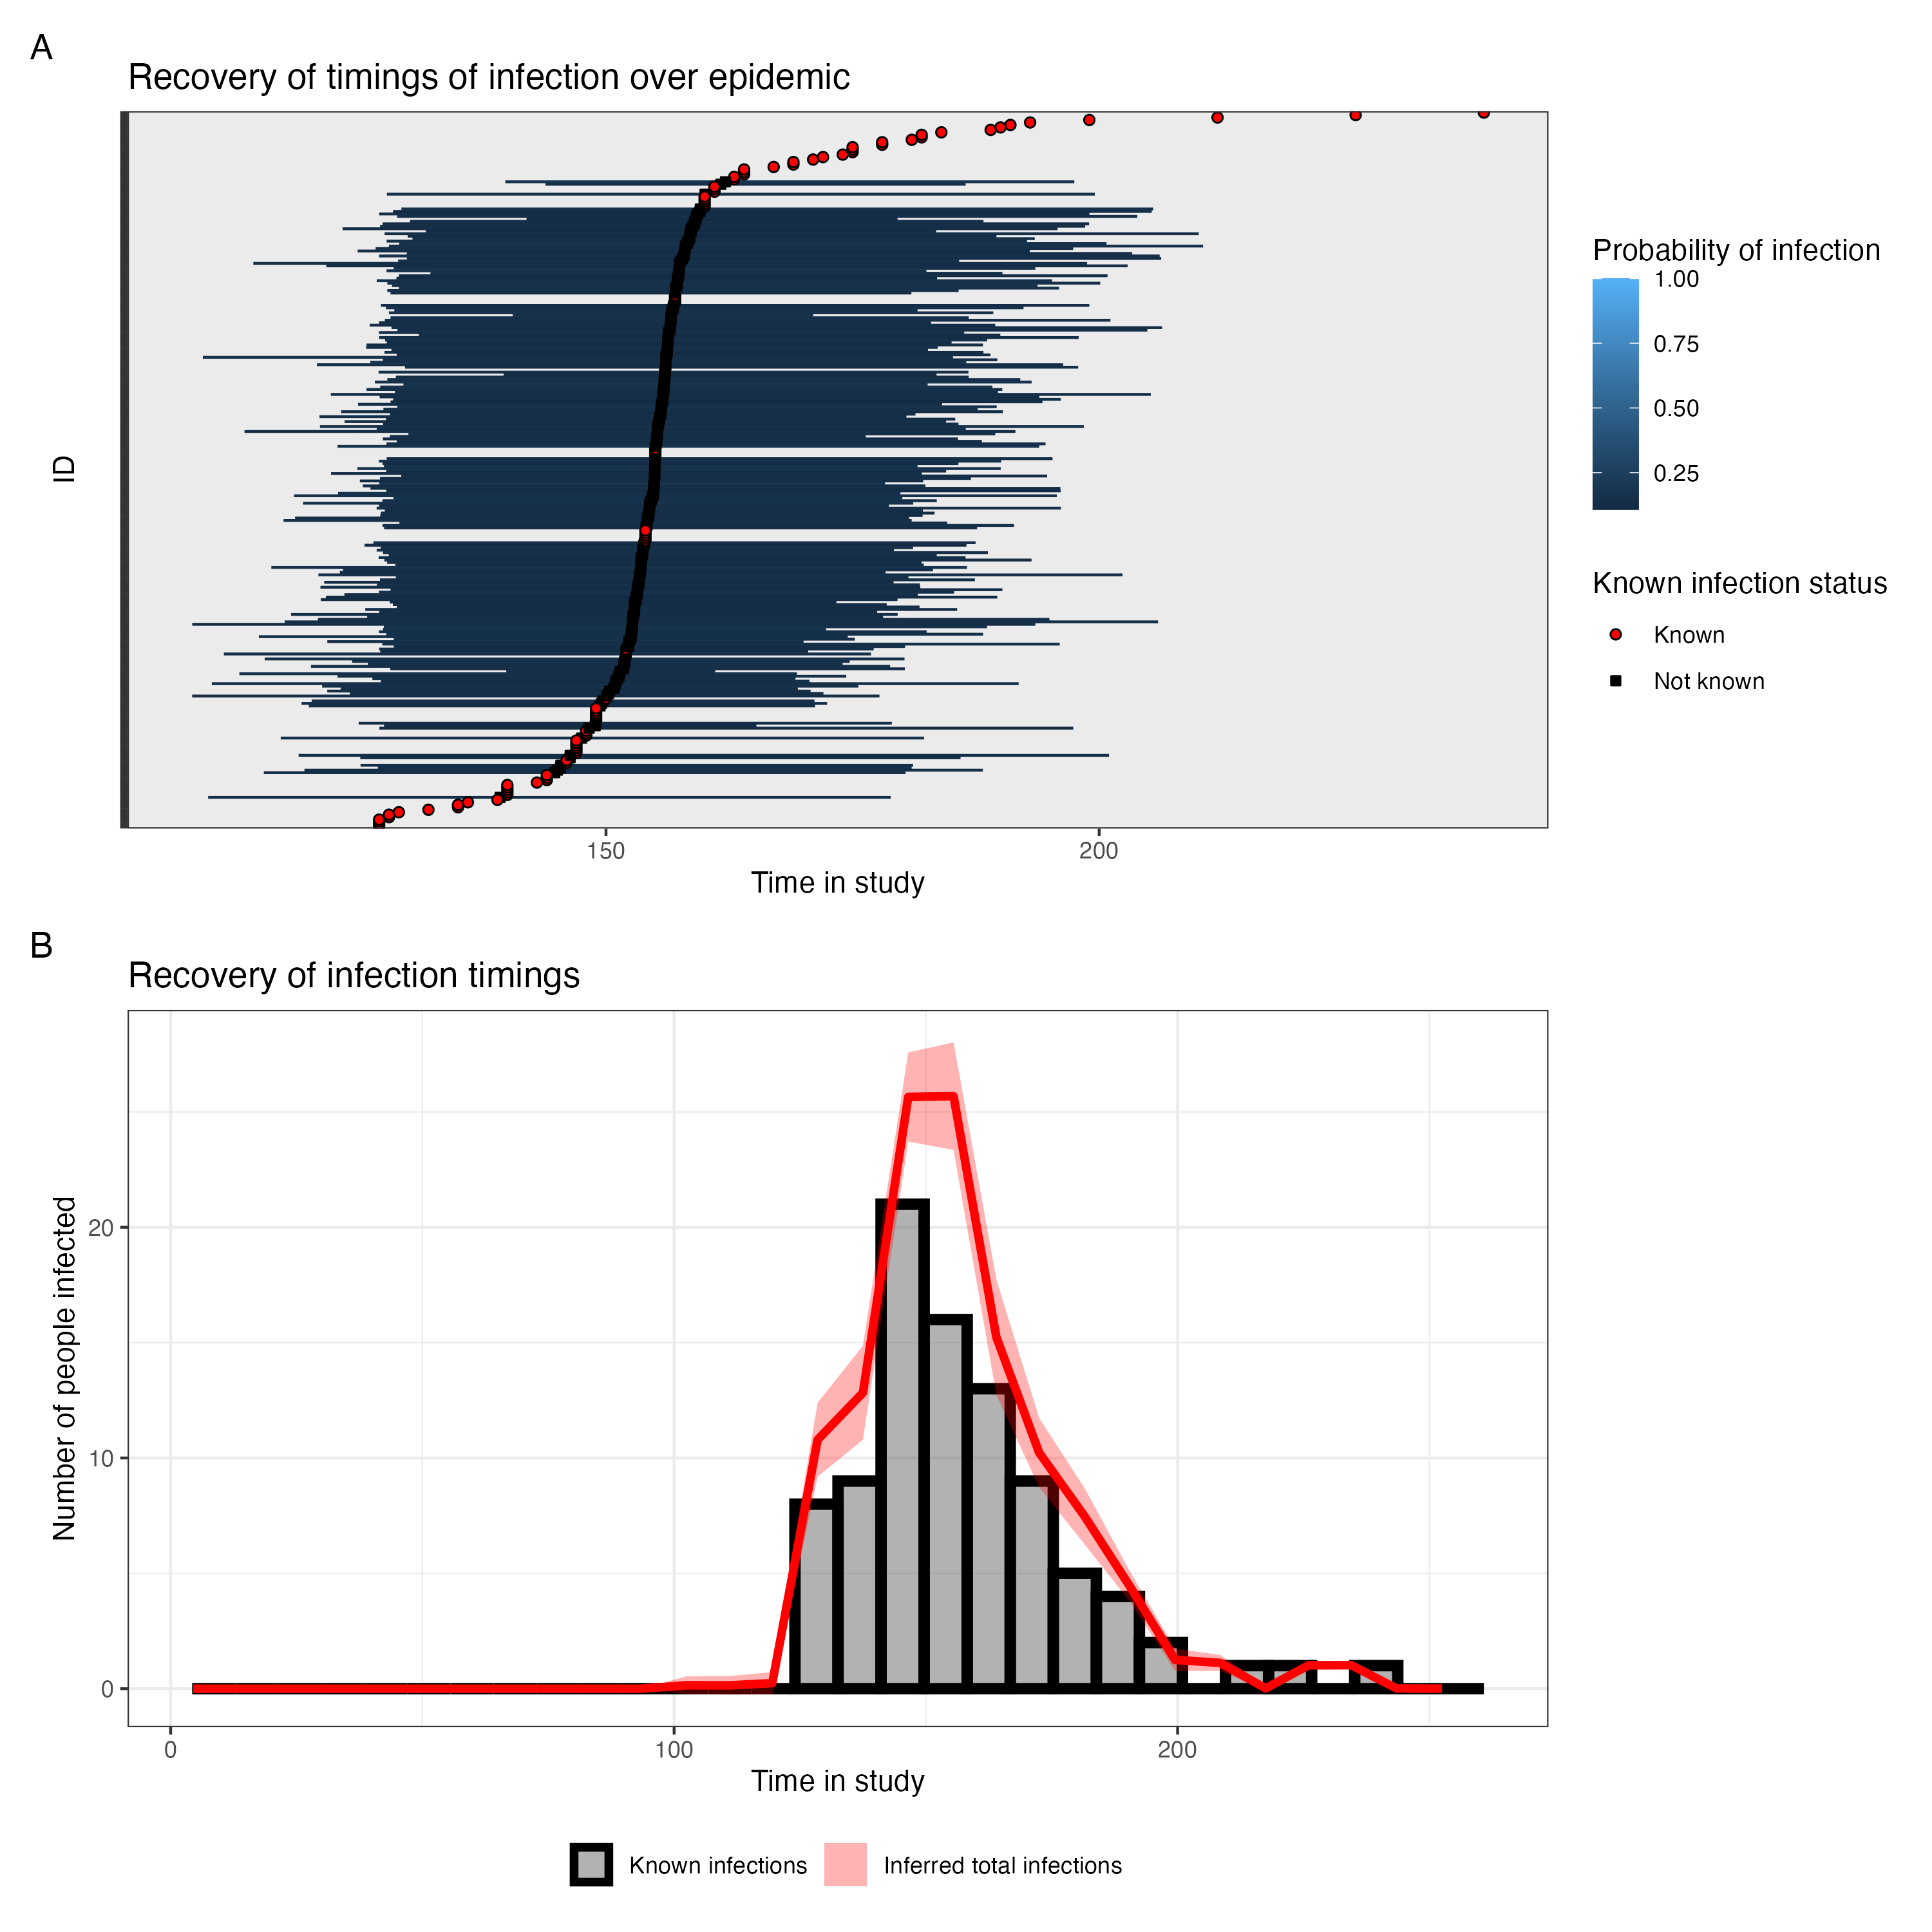 A
Recovery of timings of infection over epidemic
ID
150
200
Time in study
Probability of infection
1.00
0.75
0.50
0.25
Known infection status
Known
Not known
B
Recovery of infection timings
Number of people infected
20
10
0
0
100
200
Time in study
Known infections
Inferred total infections